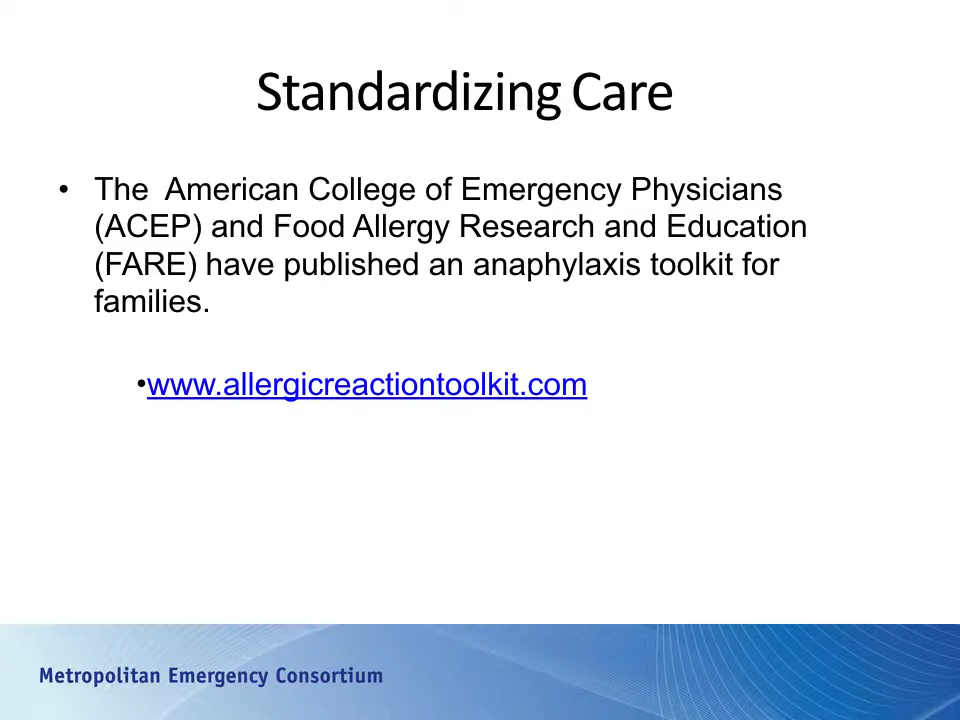 Standardizing Care
• The  American College of Emergency Physicians
(ACEP) and Food Allergy Research and Education
(FARE) have published an anaphylaxis toolkit for
families.
•www.allergicreactiontoolkit.com
Metropolitan Emergency Consortium